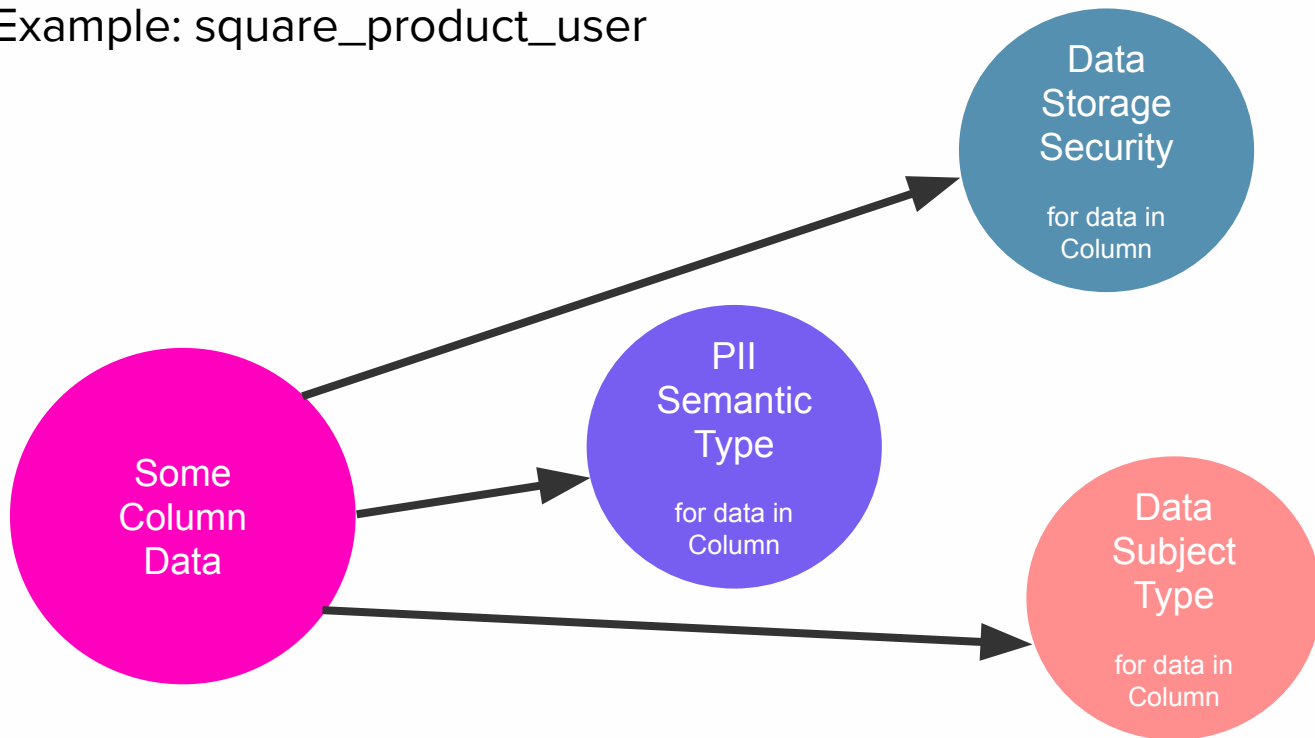 Example: square_product_user
Data
Storage
Security
for data in
Column
PII
Semantic
Type
for data in
Column
Some
Column
Data
Data
Subject
Type
for data in
Column